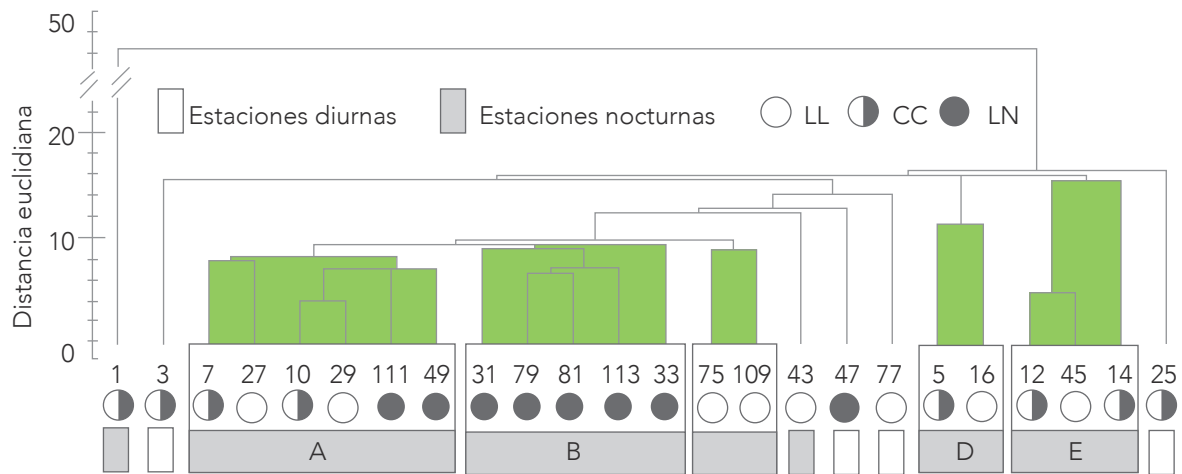 50
20
10
0
Distancia euclidiana
Estaciones diurnas Estaciones nocturnas LL CC LN
1 3 7 27 10 29 111 49 31 79 81 113 33 75 109 43 47 77 5 16 12 45 14 25
A B D E